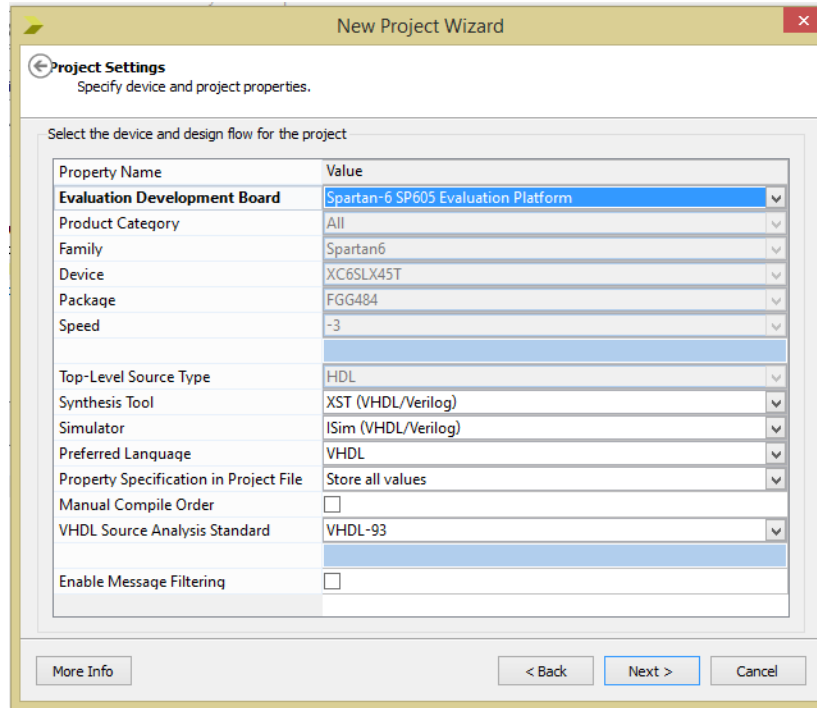 New Project Wizard
Project Settings
Specify device and project properties.
Select the device and design flow for the project
Property Name Value
Evaluation Development Board Spartan-6 SP605 Evaluation Platform
Product Category All
Family Spartan6
Device XC6SLX45T
Package FGG484
Speed -3
Top-Level Source Type HDL
Synthesis Tool XST (VHDL/Verilog)
Simulator ISim (VHDL/Verilog)
Preferred Language VHDL
Property Specification in Project File Store all values
Manual Compile Order
VHDL Source Analysis Standard VHDL-93
Enable Message Filtering
More Info < Back Next > Cancel